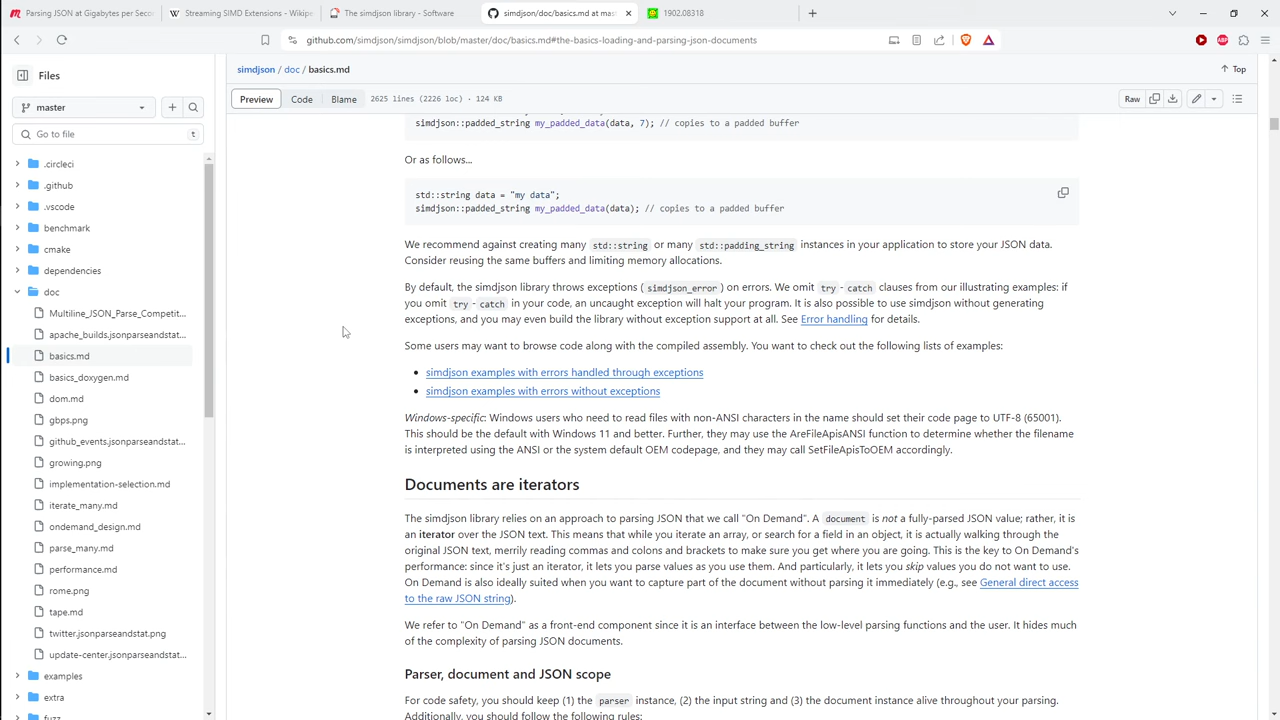 Parsing JSON at Gigabytes per Seco
Streaming SIMD Extensions - Wikipe
The simdjson library - Software
simdjson/doc/basics.md at mast
1902.08318
github.com/simdjson/simdjson/blob/master/doc/basics.md#the-basics-loading-and-parsing-json-documents
Files
simdjson / doc / basics.md
Top
master
Preview
Code
Blame
2625 lines (2226 loc) · 124 KB
Raw
Go to file
t
.circleci
.github
.vscode
benchmark
cmake
dependencies
doc
Multiline_JSON_Parse_Competit...
apache_builds.jsonparseandstat...
basics.md
basics_doxygen.md
dom.md
gbps.png
github_events.jsonparseandstat...
growing.png
implementation-selection.md
iterate_many.md
ondemand_design.md
parse_many.md
performance.md
rome.png
tape.md
twitter.jsonparseandstat.png
update-center.jsonparseandstat...
examples
extra
fuzz
simdjson::padded_string my_padded_data(data, 7); // copies to a padded buffer
Or as follows...
std::string data = "my data";
simdjson::padded_string my_padded_data(data); // copies to a padded buffer
We recommend against creating many std::string or many std::padding_string instances in your application to store your JSON data.
Consider reusing the same buffers and limiting memory allocations.
By default, the simdjson library throws exceptions ( simdjson_error ) on errors. We omit try - catch clauses from our illustrating examples: if
you omit try - catch in your code, an uncaught exception will halt your program. It is also possible to use simdjson without generating
exceptions, and you may even build the library without exception support at all. See Error handling for details.
Some users may want to browse code along with the compiled assembly. You want to check out the following lists of examples:
• simdjson examples with errors handled through exceptions
• simdjson examples with errors without exceptions
Windows-specific: Windows users who need to read files with non-ANSI characters in the name should set their code page to UTF-8 (65001).
This should be the default with Windows 11 and better. Further, they may use the AreFileApisANSI function to determine whether the filename
is interpreted using the ANSI or the system default OEM codepage, and they may call SetFileApisToOEM accordingly.
Documents are iterators
The simdjson library relies on an approach to parsing JSON that we call "On Demand". A document is not a fully-parsed JSON value; rather, it is
an iterator over the JSON text. This means that while you iterate an array, or search for a field in an object, it is actually walking through the
original JSON text, merrily reading commas and colons and brackets to make sure you get where you are going. This is the key to On Demand's
performance: since it's just an iterator, it lets you parse values as you use them. And particularly, it lets you skip values you do not want to use.
On Demand is also ideally suited when you want to capture part of the document without parsing it immediately (e.g., see General direct access
to the raw JSON string).
We refer to "On Demand" as a front-end component since it is an interface between the low-level parsing functions and the user. It hides much
of the complexity of parsing JSON documents.
Parser, document and JSON scope
For code safety, you should keep (1) the parser instance, (2) the input string and (3) the document instance alive throughout your parsing.
Additionally, you should follow the following rules: